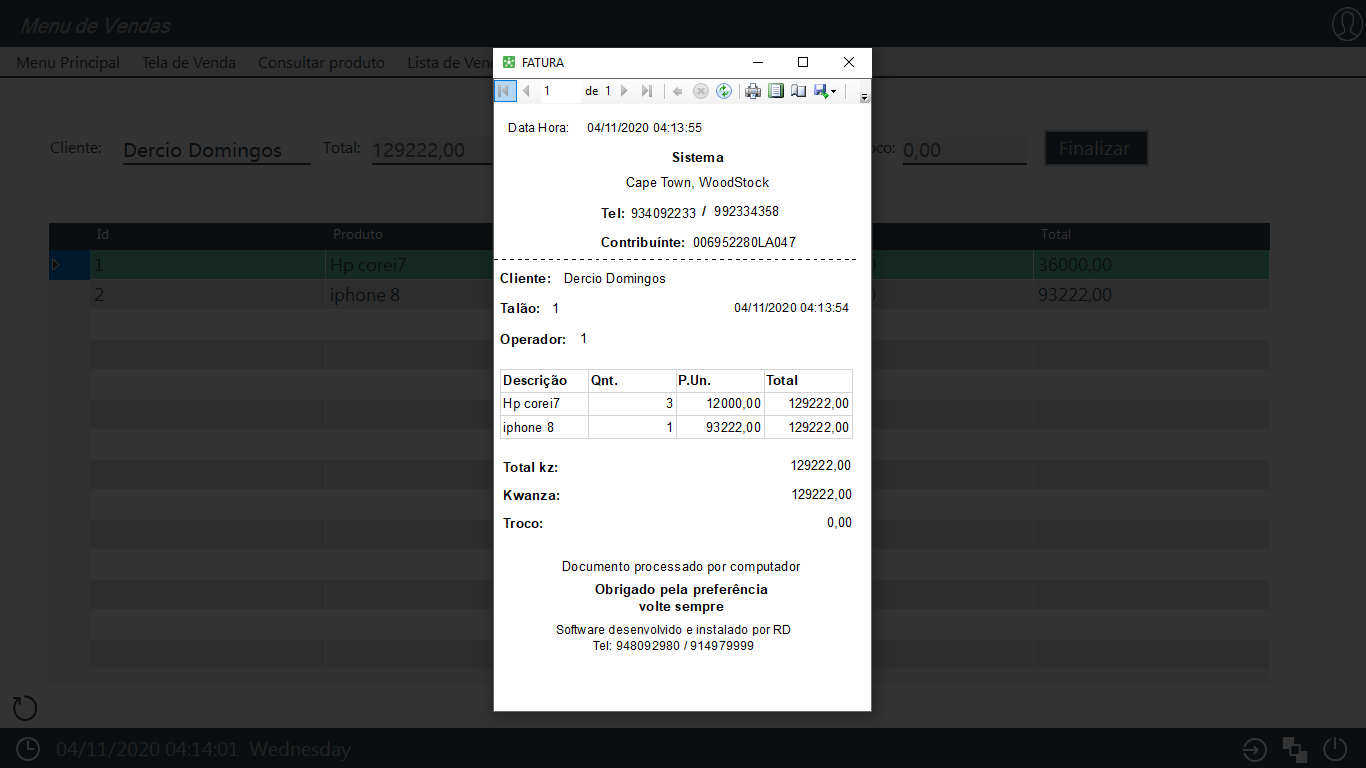 Menu de Vendas
Menu Principal Tela de Venda Consultar produto Lista de Ven
FATURA
1 de 1
Cliente: Dercio Domingos Total: 129222,00 oco: 0,00 Finalizar
Data Hora: 04/11/2020 04:13:55
Sistema
Cape Town, WoodStock
Tel: 934092233 / 992334358
Contribuínte: 006952280LA047
Cliente: Dercio Domingos
Talão: 1 04/11/2020 04:13:54
Operador: 1
Descrição Qnt. P.Un. Total
Hp corei7 3 12000,00 129222,00
iphone 8 1 93222,00 129222,00
Total kz: 129222,00
Kwanza: 129222,00
Troco: 0,00
Documento processado por computador
Obrigado pela preferência
volte sempre
Software desenvolvido e instalado por RD
Tel: 948092980 / 914979999
Id Produto Total
1 Hp corei7 36000,00
2 iphone 8 93222,00
04/11/2020 04:14:01 Wednesday